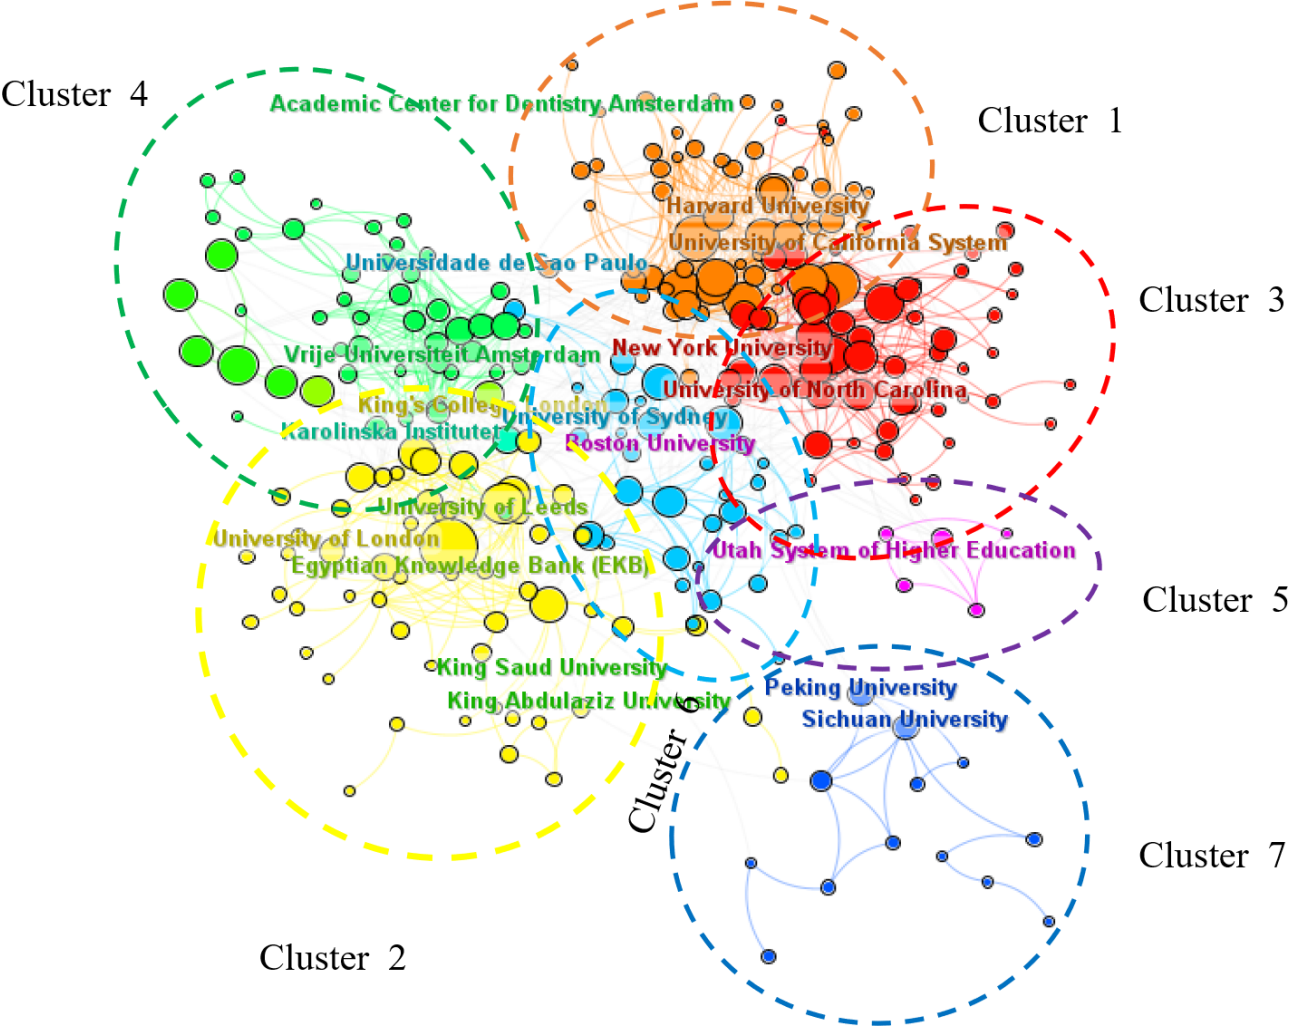 Cluster 4
Academic Center for Dentistry Amsterdam
Cluster 1
Harvard University
University of California System
Universidade de Sao Paulo
Cluster 3
New York University
Vrije Universiteit Amsterdam
University of North Carolina
King's College London
University of Sydney
Karolinska Institutet
Boston University
University of Leeds
University of London
Utah System of Higher Education
Egyptian Knowledge Bank (EKB)
Cluster 5
King Saud University
Peking University
King Abdulaziz University
Sichuan University
Cluster 6
Cluster 7
Cluster 2